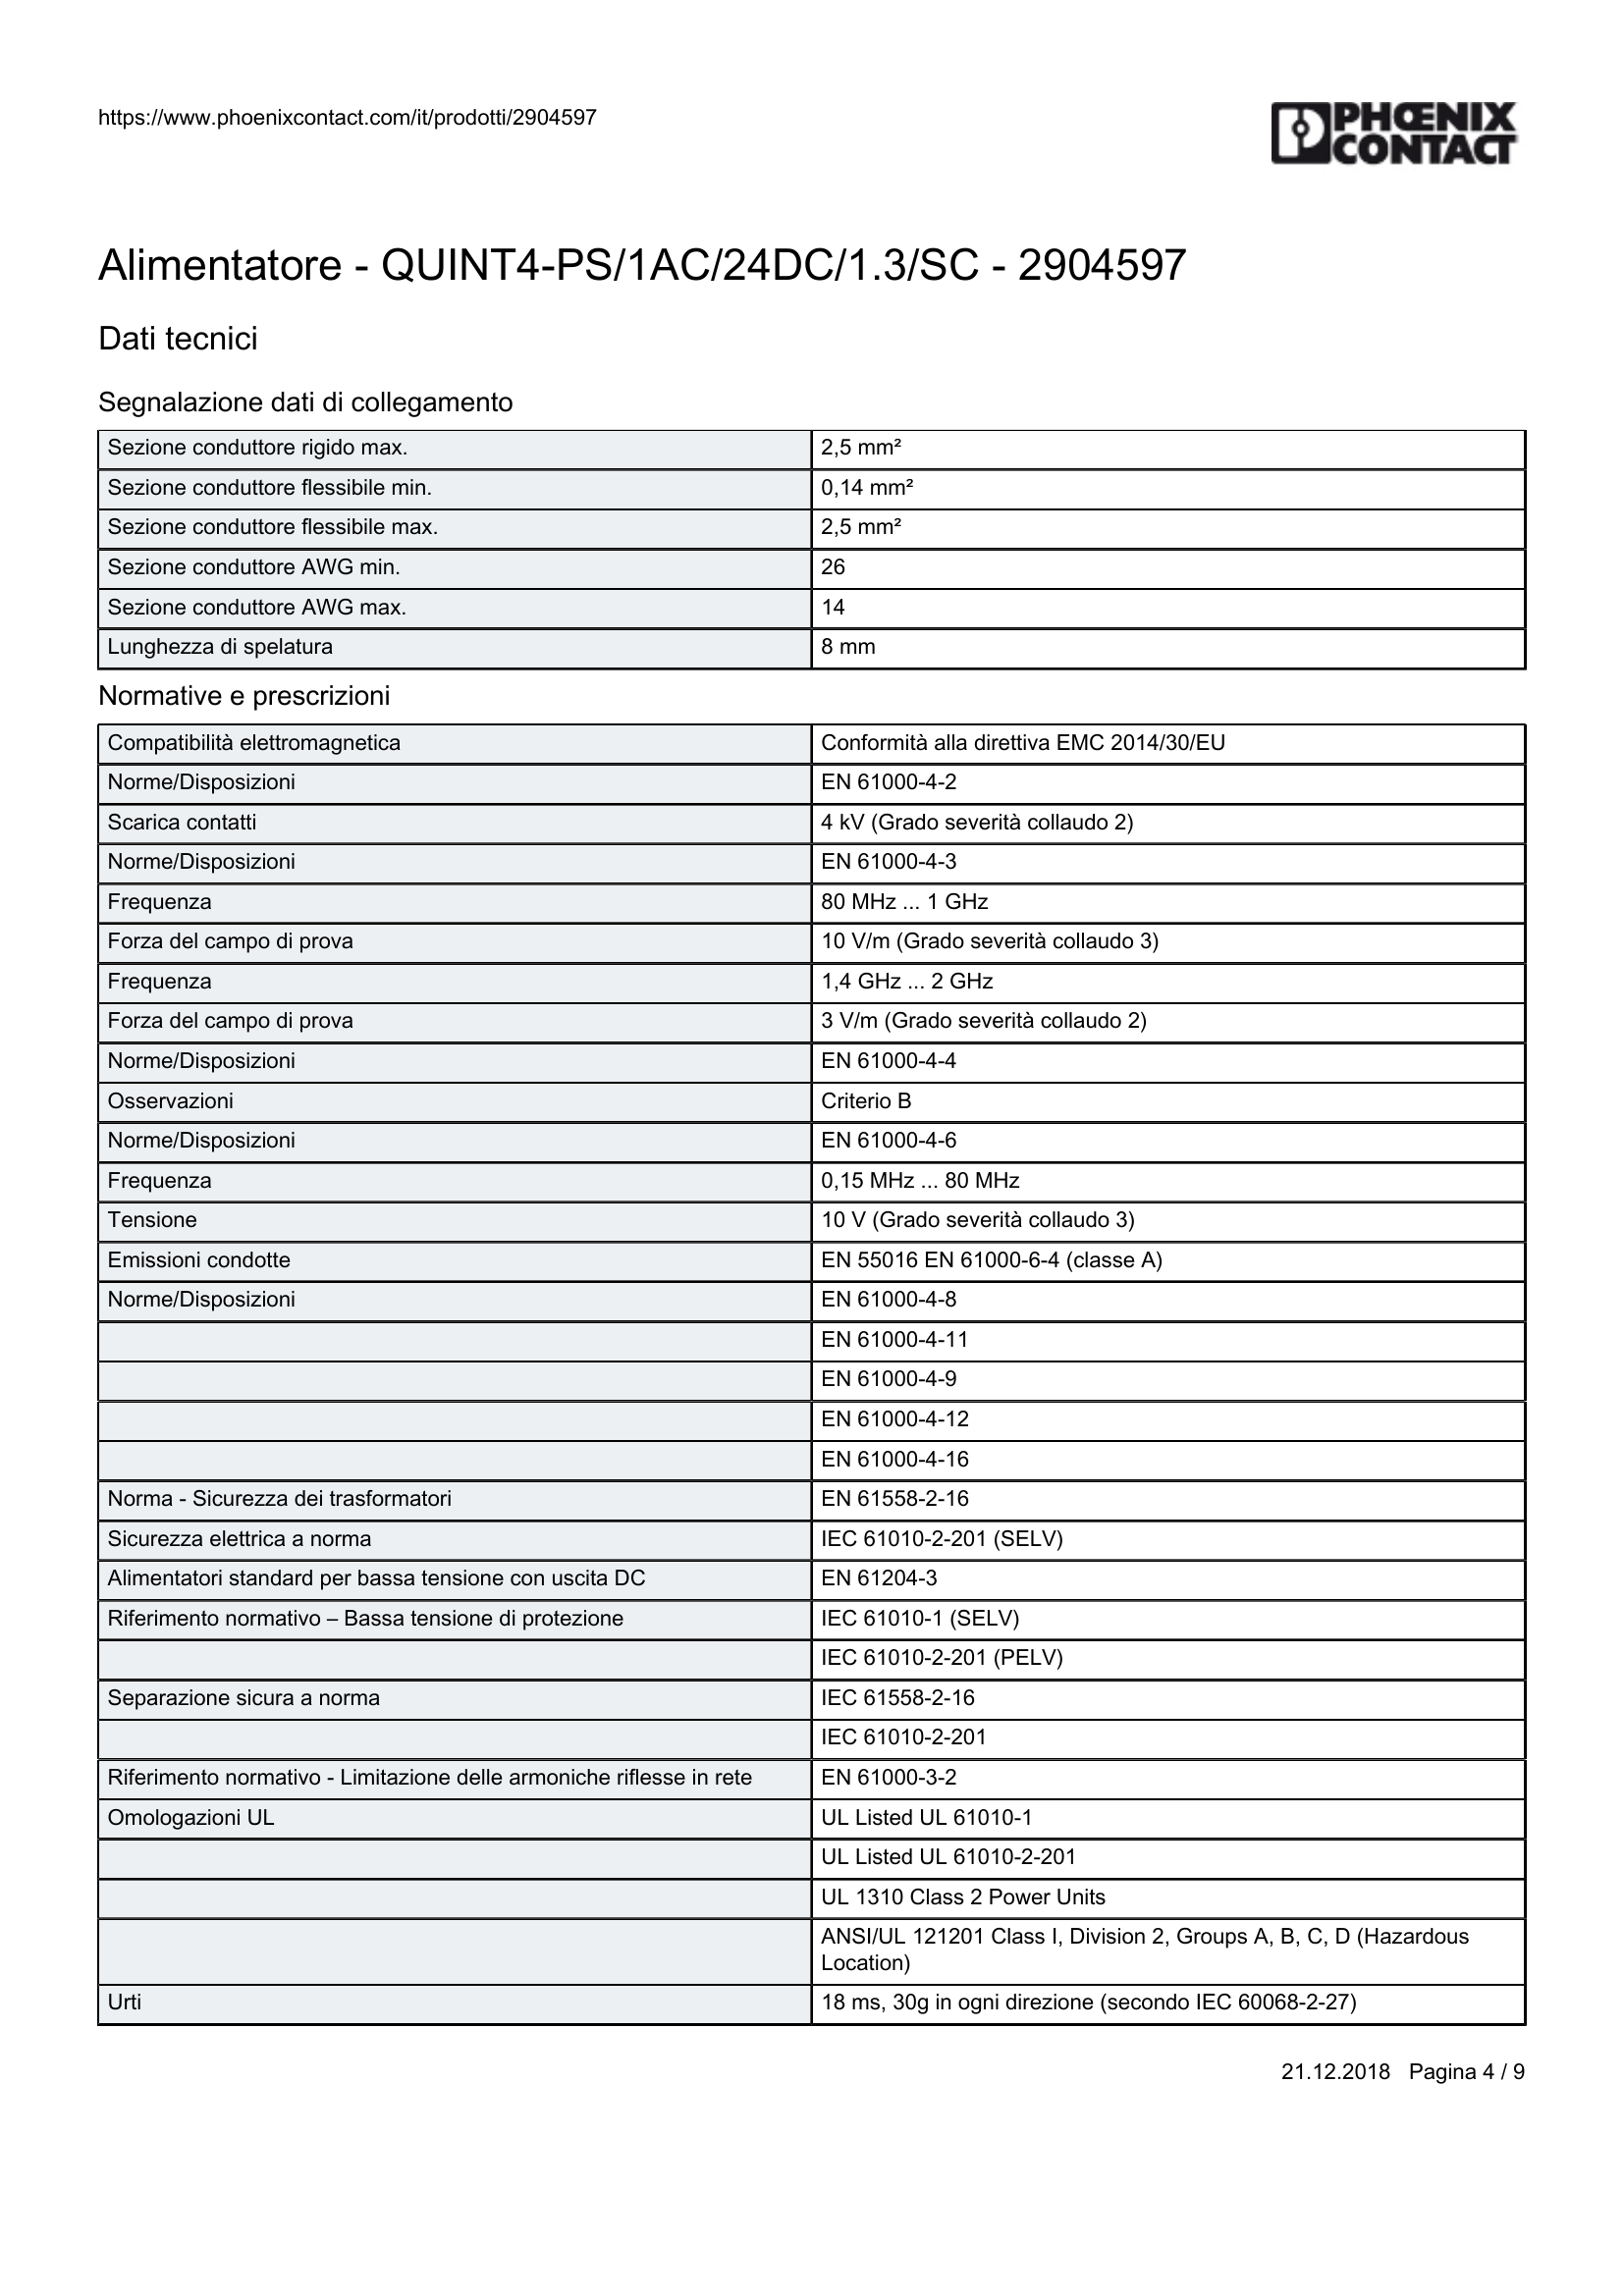 https://www.phoenixcontact.com/it/prodotti/2904597
PHŒNIX
CONTACT
Alimentatore - QUINT4-PS/1AC/24DC/1.3/SC - 2904597
Dati tecnici
Segnalazione dati di collegamento
Sezione conduttore rigido max. 2,5 mm²
Sezione conduttore flessibile min. 0,14 mm²
Sezione conduttore flessibile max. 2,5 mm²
Sezione conduttore AWG min. 26
Sezione conduttore AWG max. 14
Lunghezza di spelatura 8 mm
Normative e prescrizioni
Compatibilità elettromagnetica Conformità alla direttiva EMC 2014/30/EU
Norme/Disposizioni EN 61000-4-2
Scarica contatti 4 kV (Grado severità collaudo 2)
Norme/Disposizioni EN 61000-4-3
Frequenza 80 MHz ... 1 GHz
Forza del campo di prova 10 V/m (Grado severità collaudo 3)
Frequenza 1,4 GHz ... 2 GHz
Forza del campo di prova 3 V/m (Grado severità collaudo 2)
Norme/Disposizioni EN 61000-4-4
Osservazioni Criterio B
Norme/Disposizioni EN 61000-4-6
Frequenza 0,15 MHz ... 80 MHz
Tensione 10 V (Grado severità collaudo 3)
Emissioni condotte EN 55016 EN 61000-6-4 (classe A)
Norme/Disposizioni EN 61000-4-8
EN 61000-4-11
EN 61000-4-9
EN 61000-4-12
EN 61000-4-16
Norma - Sicurezza dei trasformatori EN 61558-2-16
Sicurezza elettrica a norma IEC 61010-2-201 (SELV)
Alimentatori standard per bassa tensione con uscita DC EN 61204-3
Riferimento normativo – Bassa tensione di protezione IEC 61010-1 (SELV)
IEC 61010-2-201 (PELV)
Separazione sicura a norma IEC 61558-2-16
IEC 61010-2-201
Riferimento normativo - Limitazione delle armoniche riflesse in rete EN 61000-3-2
Omologazioni UL UL Listed UL 61010-1
UL Listed UL 61010-2-201
UL 1310 Class 2 Power Units
ANSI/UL 121201 Class I, Division 2, Groups A, B, C, D (Hazardous
Location)
Urti 18 ms, 30g in ogni direzione (secondo IEC 60068-2-27)
21.12.2018 Pagina 4 / 9